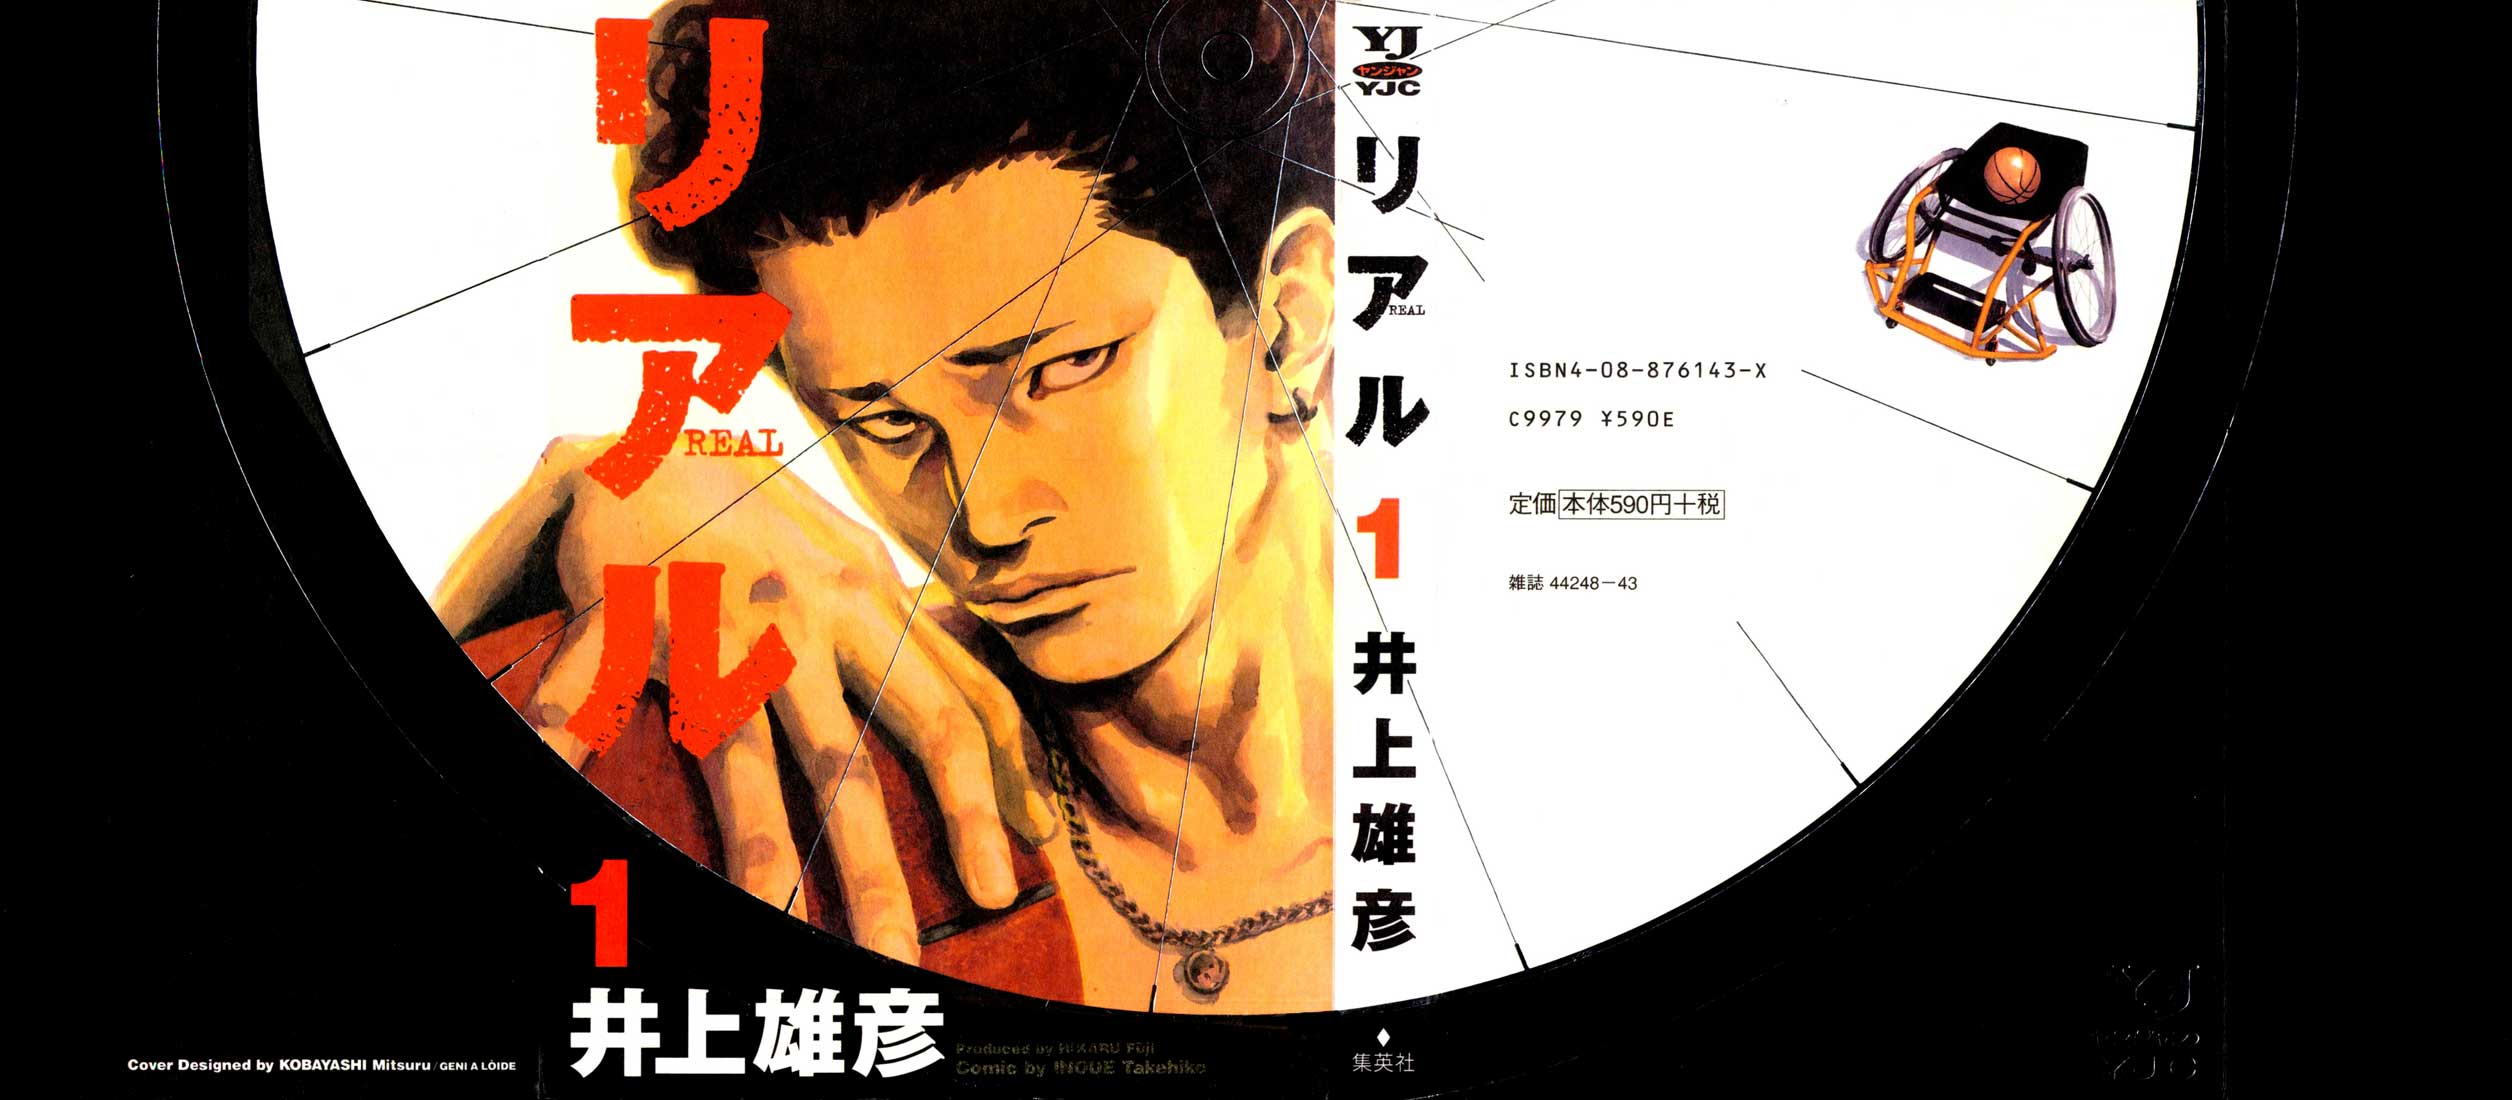 リアル
REAL
1
井上雄彦
Produced by HIKARU Fūji
Comic by INOUE Takehiko
Cover Designed by KOBAYASHI Mitsuru / GENI A LÒIDE
YJ
ヤンジャン
YJC
リアル
REAL
1
井上雄彦
集英社
ISBN4-08-876143-X
C9979 ¥590E
定価本体590円+税
雑誌 44248-43
YJ
YJC